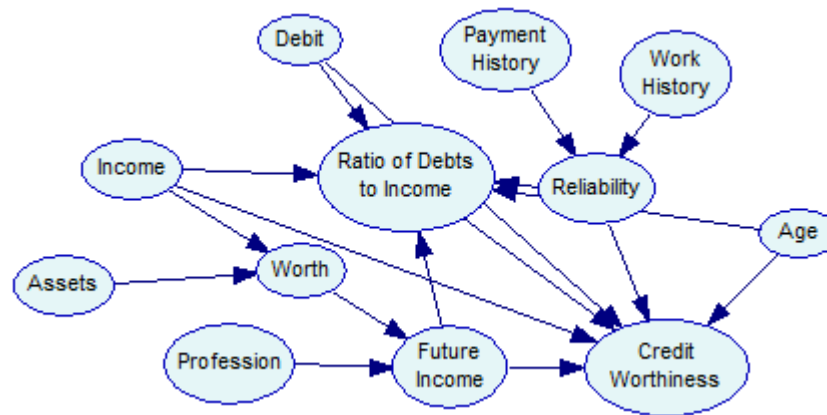 Debit
Payment
History
Work
History
Income
Ratio of Debts
to Income
Reliability
Age
Assets
Worth
Profession
Future
Income
Credit
Worthiness